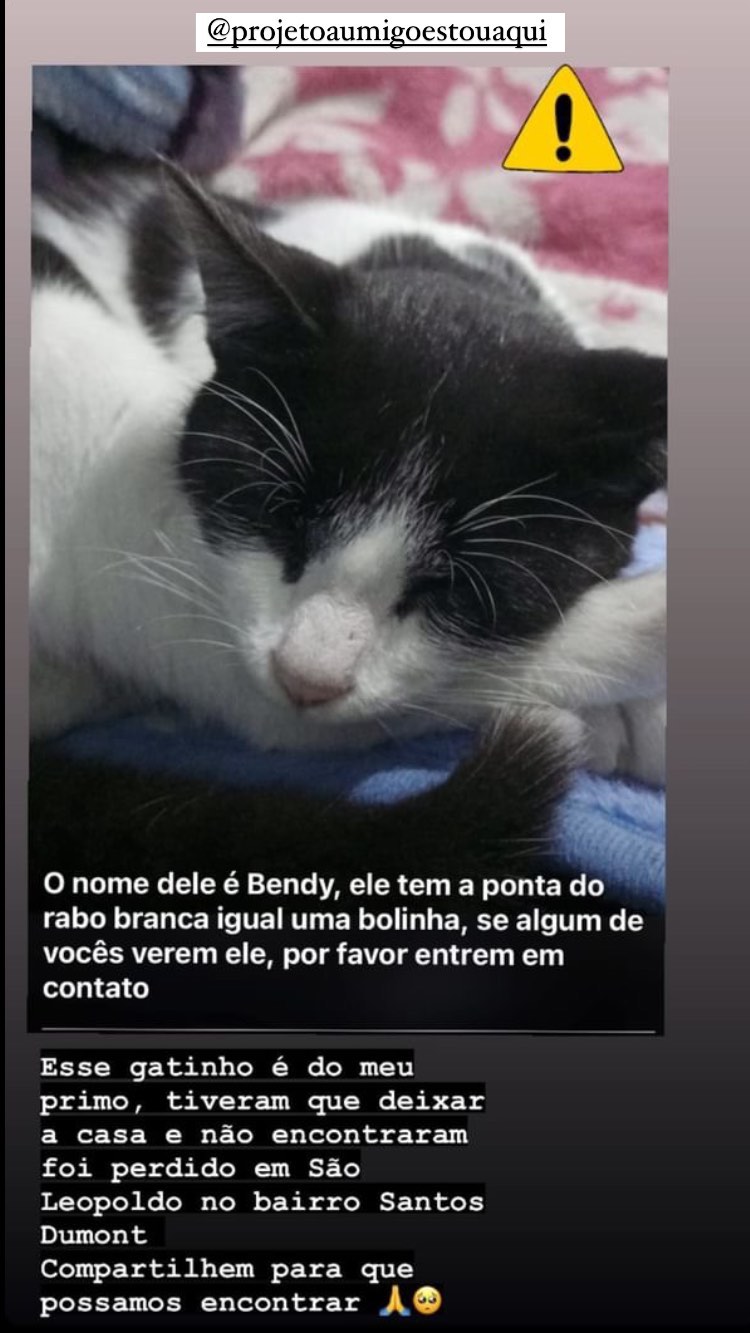 @projetoaumigoestouaqui
O nome dele é Bendy, ele tem a ponta do
rabo branca igual uma bolinha, se algum de
vocês verem ele, por favor entrem em
contato
Esse gatinho é do meu
primo, tiveram que deixar
a casa e não encontraram
foi perdido em São
Leopoldo no bairro Santos
Dumont
Compartilhem para que
possamos encontrar 🙏🥺